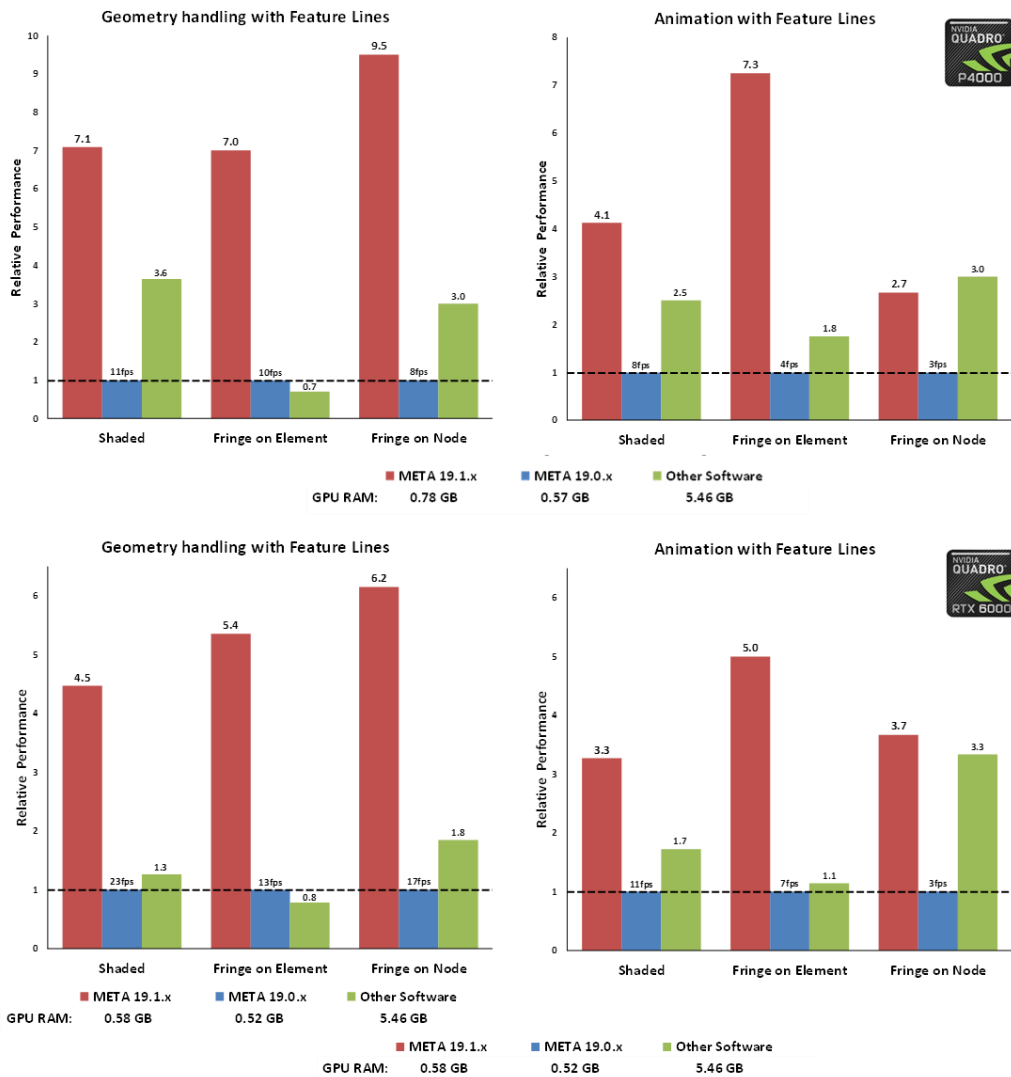 Geometry handling with Feature Lines
Relative Performance
10
9
8
7
6
5
4
3
2
1
0
7.1
11fps
3.6
7.0
10fps
0.7
9.5
8fps
3.0
Shaded
Fringe on Element
Fringe on Node
Animation with Feature Lines
NVIDIA
QUADRO
P4000
Relative Performance
8
7
6
5
4
3
2
1
0
4.1
8fps
2.5
7.3
4fps
1.8
2.7
3fps
3.0
Shaded
Fringe on Element
Fringe on Node
META 19.1.x META 19.0.x Other Software
GPU RAM: 0.78 GB 0.57 GB 5.46 GB
Geometry handling with Feature Lines
Relative Performance
6
5
4
3
2
1
0
4.5
23fps
1.3
5.4
13fps
0.8
6.2
17fps
1.8
Shaded
Fringe on Element
Fringe on Node
META 19.1.x META 19.0.x Other Software
GPU RAM: 0.58 GB 0.52 GB 5.46 GB
Animation with Feature Lines
NVIDIA
QUADRO
RTX 6000
Relative Performance
6
5
4
3
2
1
0
3.3
11fps
1.7
5.0
7fps
1.1
3.7
3fps
3.3
Shaded
Fringe on Element
Fringe on Node
META 19.1.x META 19.0.x Other Software
GPU RAM: 0.58 GB 0.52 GB 5.46 GB